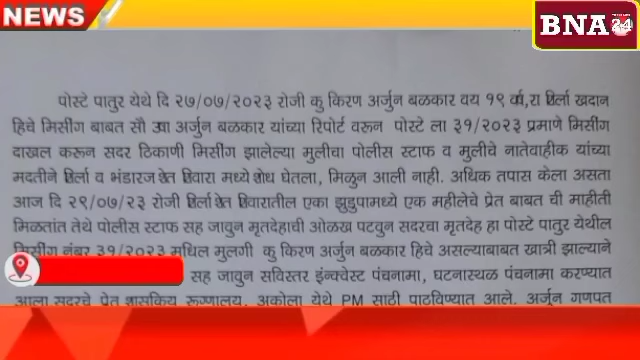 NEWS
BNA 24
पोस्टे पातुर येथे दि २७/०७/२०२३ रोजी कु किरण अर्जुन बळकार वय १९ वर्ष,रा शिर्ला खदान
हिचे मिसींग बाबत सौ उषा अर्जुन बळकार यांच्या रिपोर्ट वरून पोस्टे ला ३१/२०२३ प्रमाणे मिसींग
दाखल करून सदर ठिकाणी मिसींग झालेल्या मुलीचा पोलीस स्टाफ व मुलीचे नातेवाहीक यांच्या
मदतीने शिर्ला व भंडारज शेत शिवारा मध्ये शोध घेतला, मिळुन आली नाही. अधिक तपास केला असता
आज दि २९/०७/२३ रोजी शिर्ला शेत शिवारातील एका झुडुपामध्ये एक महीलेचे प्रेत बाबत ची माहीती
मिळतांत तेथे पोलीस स्टाफ सह जावुन मृतदेहाची ओळख पटवुन सदरचा मृतदेह हा पोस्टे पातुर येथील
मिसींग नंबर ३१/२०२३ मधिल मुलगी कु किरण अर्जुन बळकार हिचे असल्याबाबत खात्री झाल्याने
सह जावुन सविस्तर इंन्क्वेस्ट पंचनामा, घटनास्थळ पंचनामा करण्यात
आला सदरचे प्रेत शासकिय रूग्णालय, अकोला येथे PM साठी पाठविण्यात आले. अर्जुन गणपत